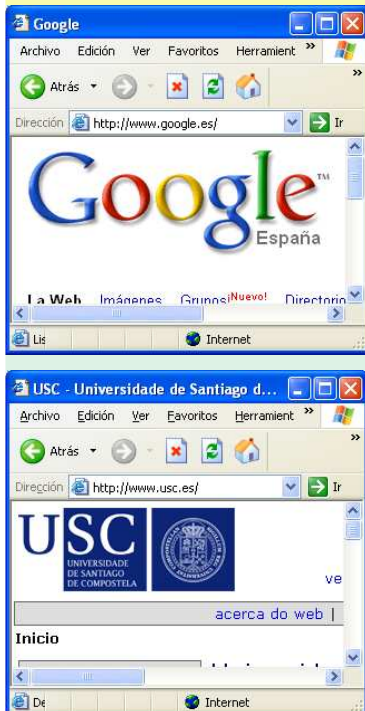 Google
Archivo Edición Ver Favoritos Herramient »
Atrás »
Dirección http://www.google.es/ Ir
Google™
España
La Web Imágenes Grupos¡Nuevo! Directorio
Lis Internet
USC - Universidade de Santiago d...
Archivo Edición Ver Favoritos Herramient »
Atrás »
Dirección http://www.usc.es/ Ir
USC
UNIVERSIDADE
DE SANTIAGO
DE COMPOSTELA
ve
acerca do web |
Inicio
De Internet